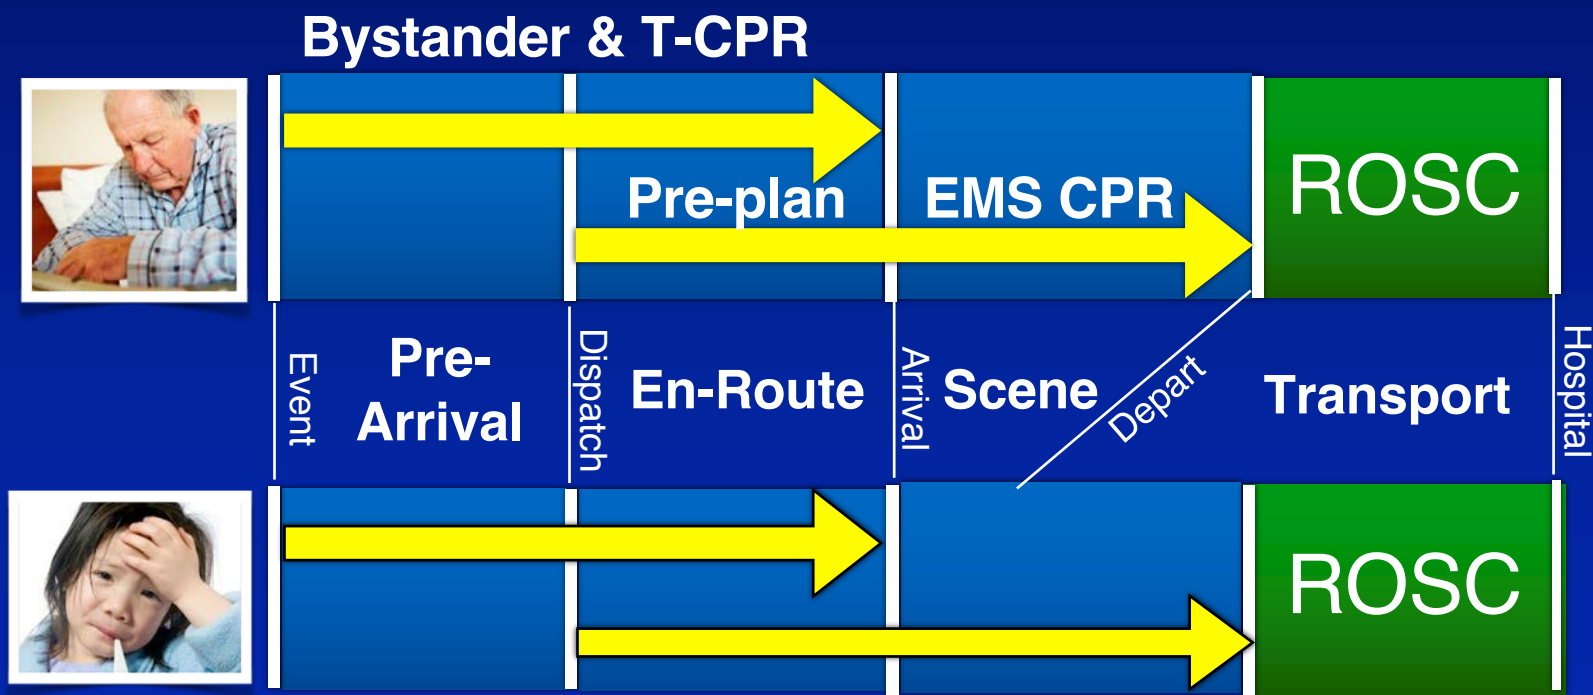 Bystander & T-CPR
Pre-plan
EMS CPR
ROSC
Event
Pre-
Arrival
Dispatch
En-Route
Arrival
Scene
Depart
Transport
Hospital
ROSC